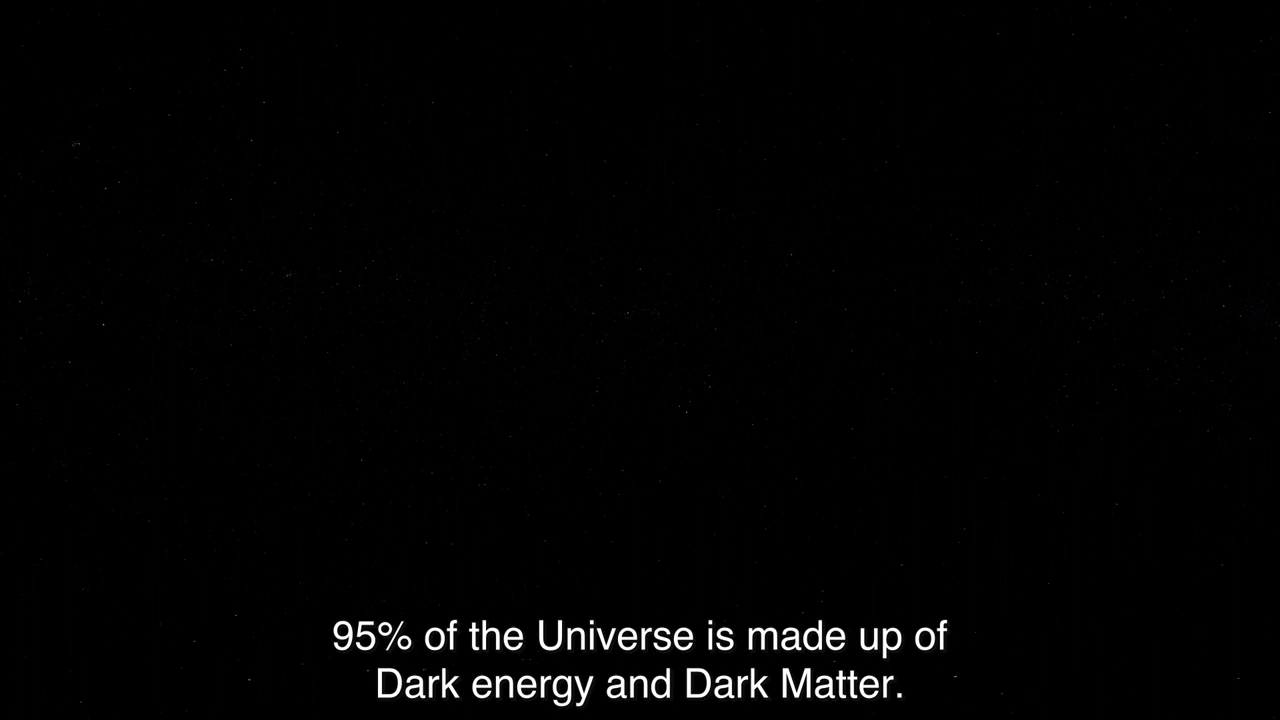 95% of the Universe is made up of
Dark energy and Dark Matter.